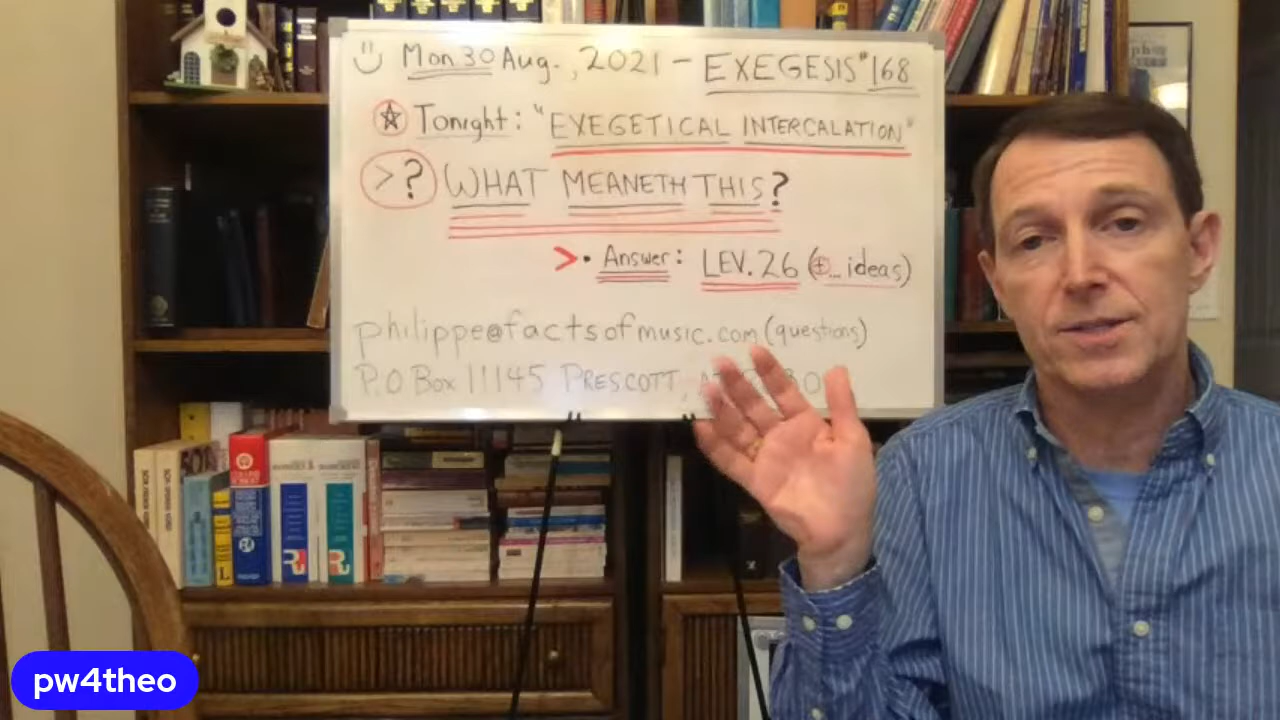 Mon 30 Aug., 2021 - EXEGESIS #168
Tonight: "EXEGETICAL INTERCALATION"
>? WHAT MEANETH THIS?
> • Answer: LEV. 26 (+... ideas)
philippe@factsofmusic.com (questions)
P.O Box 11145 PRESCOTT,
pw4theo